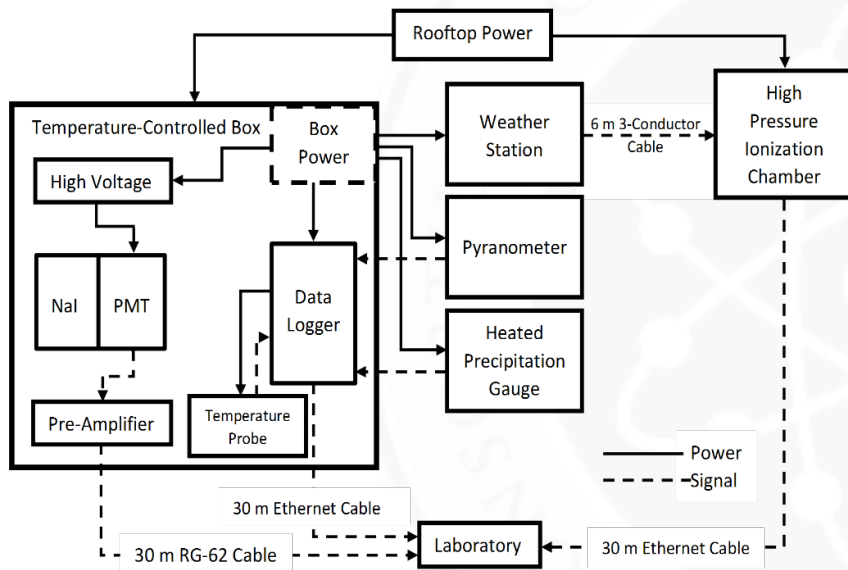 Rooftop Power
Temperature-Controlled Box
Box
Power
High Voltage
NaI
PMT
Pre-Amplifier
Data
Logger
Temperature
Probe
Weather
Station
6 m 3-Conductor
Cable
High
Pressure
Ionization
Chamber
Pyranometer
Heated
Precipitation
Gauge
Power
Signal
30 m Ethernet Cable
30 m RG-62 Cable
Laboratory
30 m Ethernet Cable